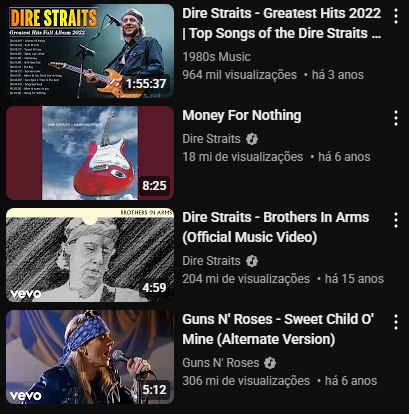 DIRE STRAITS
Greatest Hits Full Album 2022
1:55:37
Dire Straits - Greatest Hits 2022
| Top Songs of the Dire Straits ...
1980s Music
964 mil visualizações • há 3 anos
DIRE STRAITS & MARK KNOPFLER
8:25
Money For Nothing
Dire Straits
18 mi de visualizações • há 6 anos
BROTHERS IN ARMS
vevo
4:59
Dire Straits - Brothers In Arms
(Official Music Video)
Dire Straits
204 mi de visualizações • há 15 anos
vevo
5:12
Guns N' Roses - Sweet Child O'
Mine (Alternate Version)
Guns N' Roses
306 mi de visualizações • há 6 anos